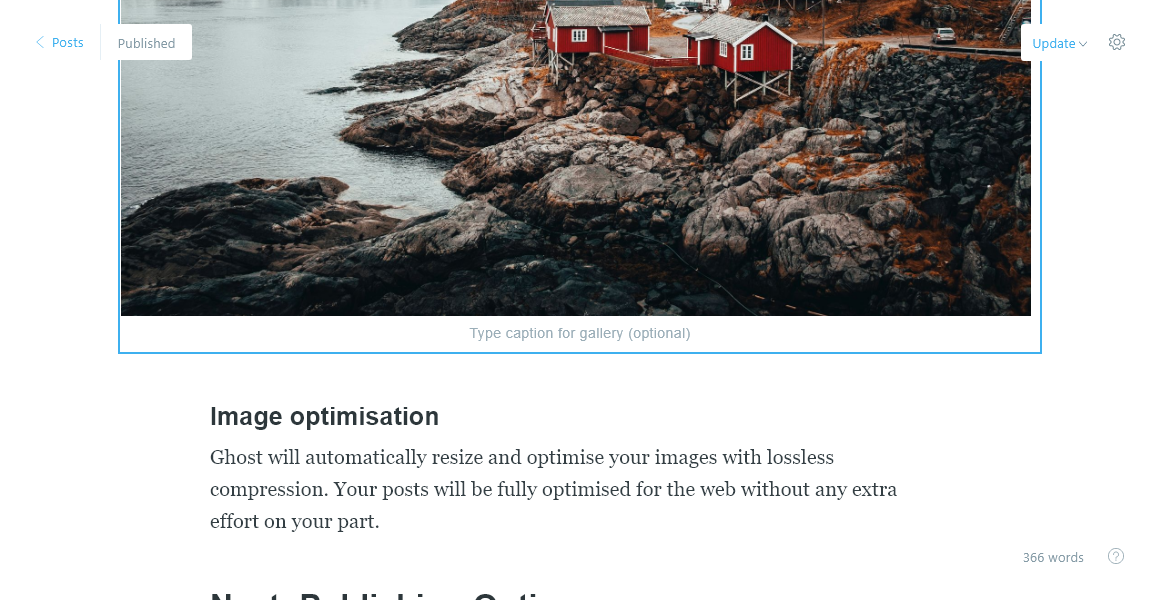 Posts
Published
Update
Type caption for gallery (optional)
Image optimisation
Ghost will automatically resize and optimise your images with lossless
compression. Your posts will be fully optimised for the web without any extra
effort on your part.
366 words
?